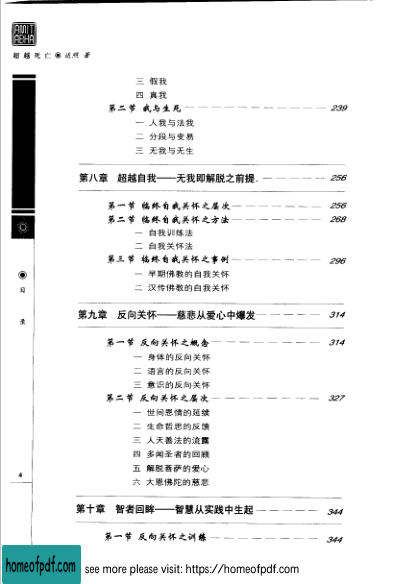 AMIT
ABHA
超越死亡 ◉ 达照 著
三 假我
四 真我
第二节 我与生死 ———————— 239
一 人我与法我
二 分段与变易
三 无我与无生
第八章 超越自我——无我即解脱之前提 ———————— 256
第一节 临终自我关怀之层次 ———————— 256
第二节 临终自我关怀之方法 ———————— 268
一 自我训练法
二 自我关怀法
第三节 临终自我关怀之事例 ———————— 296
一 早期佛教的自我关怀
二 汉传佛教的自我关怀
◉ 目录
第九章 反向关怀——慈悲从爱心中爆发 ———————— 314
第一节 反向关怀之概念 ———————— 314
一 身体的反向关怀
二 语言的反向关怀
三 意识的反向关怀
第二节 反向关怀之层次 ———————— 327
一 世间恩情的延续
二 生命哲思的反馈
三 人天善法的流露
四 多闻圣者的回顾
五 解脱菩萨的爱心
六 大恩佛陀的慈悲
4
第十章 智者回眸——智慧从实践中生起 ———————— 344
第一节 反向关怀之训练 ———————— 344
homeofpdf.com
see more please visit: https://homeofpdf.com